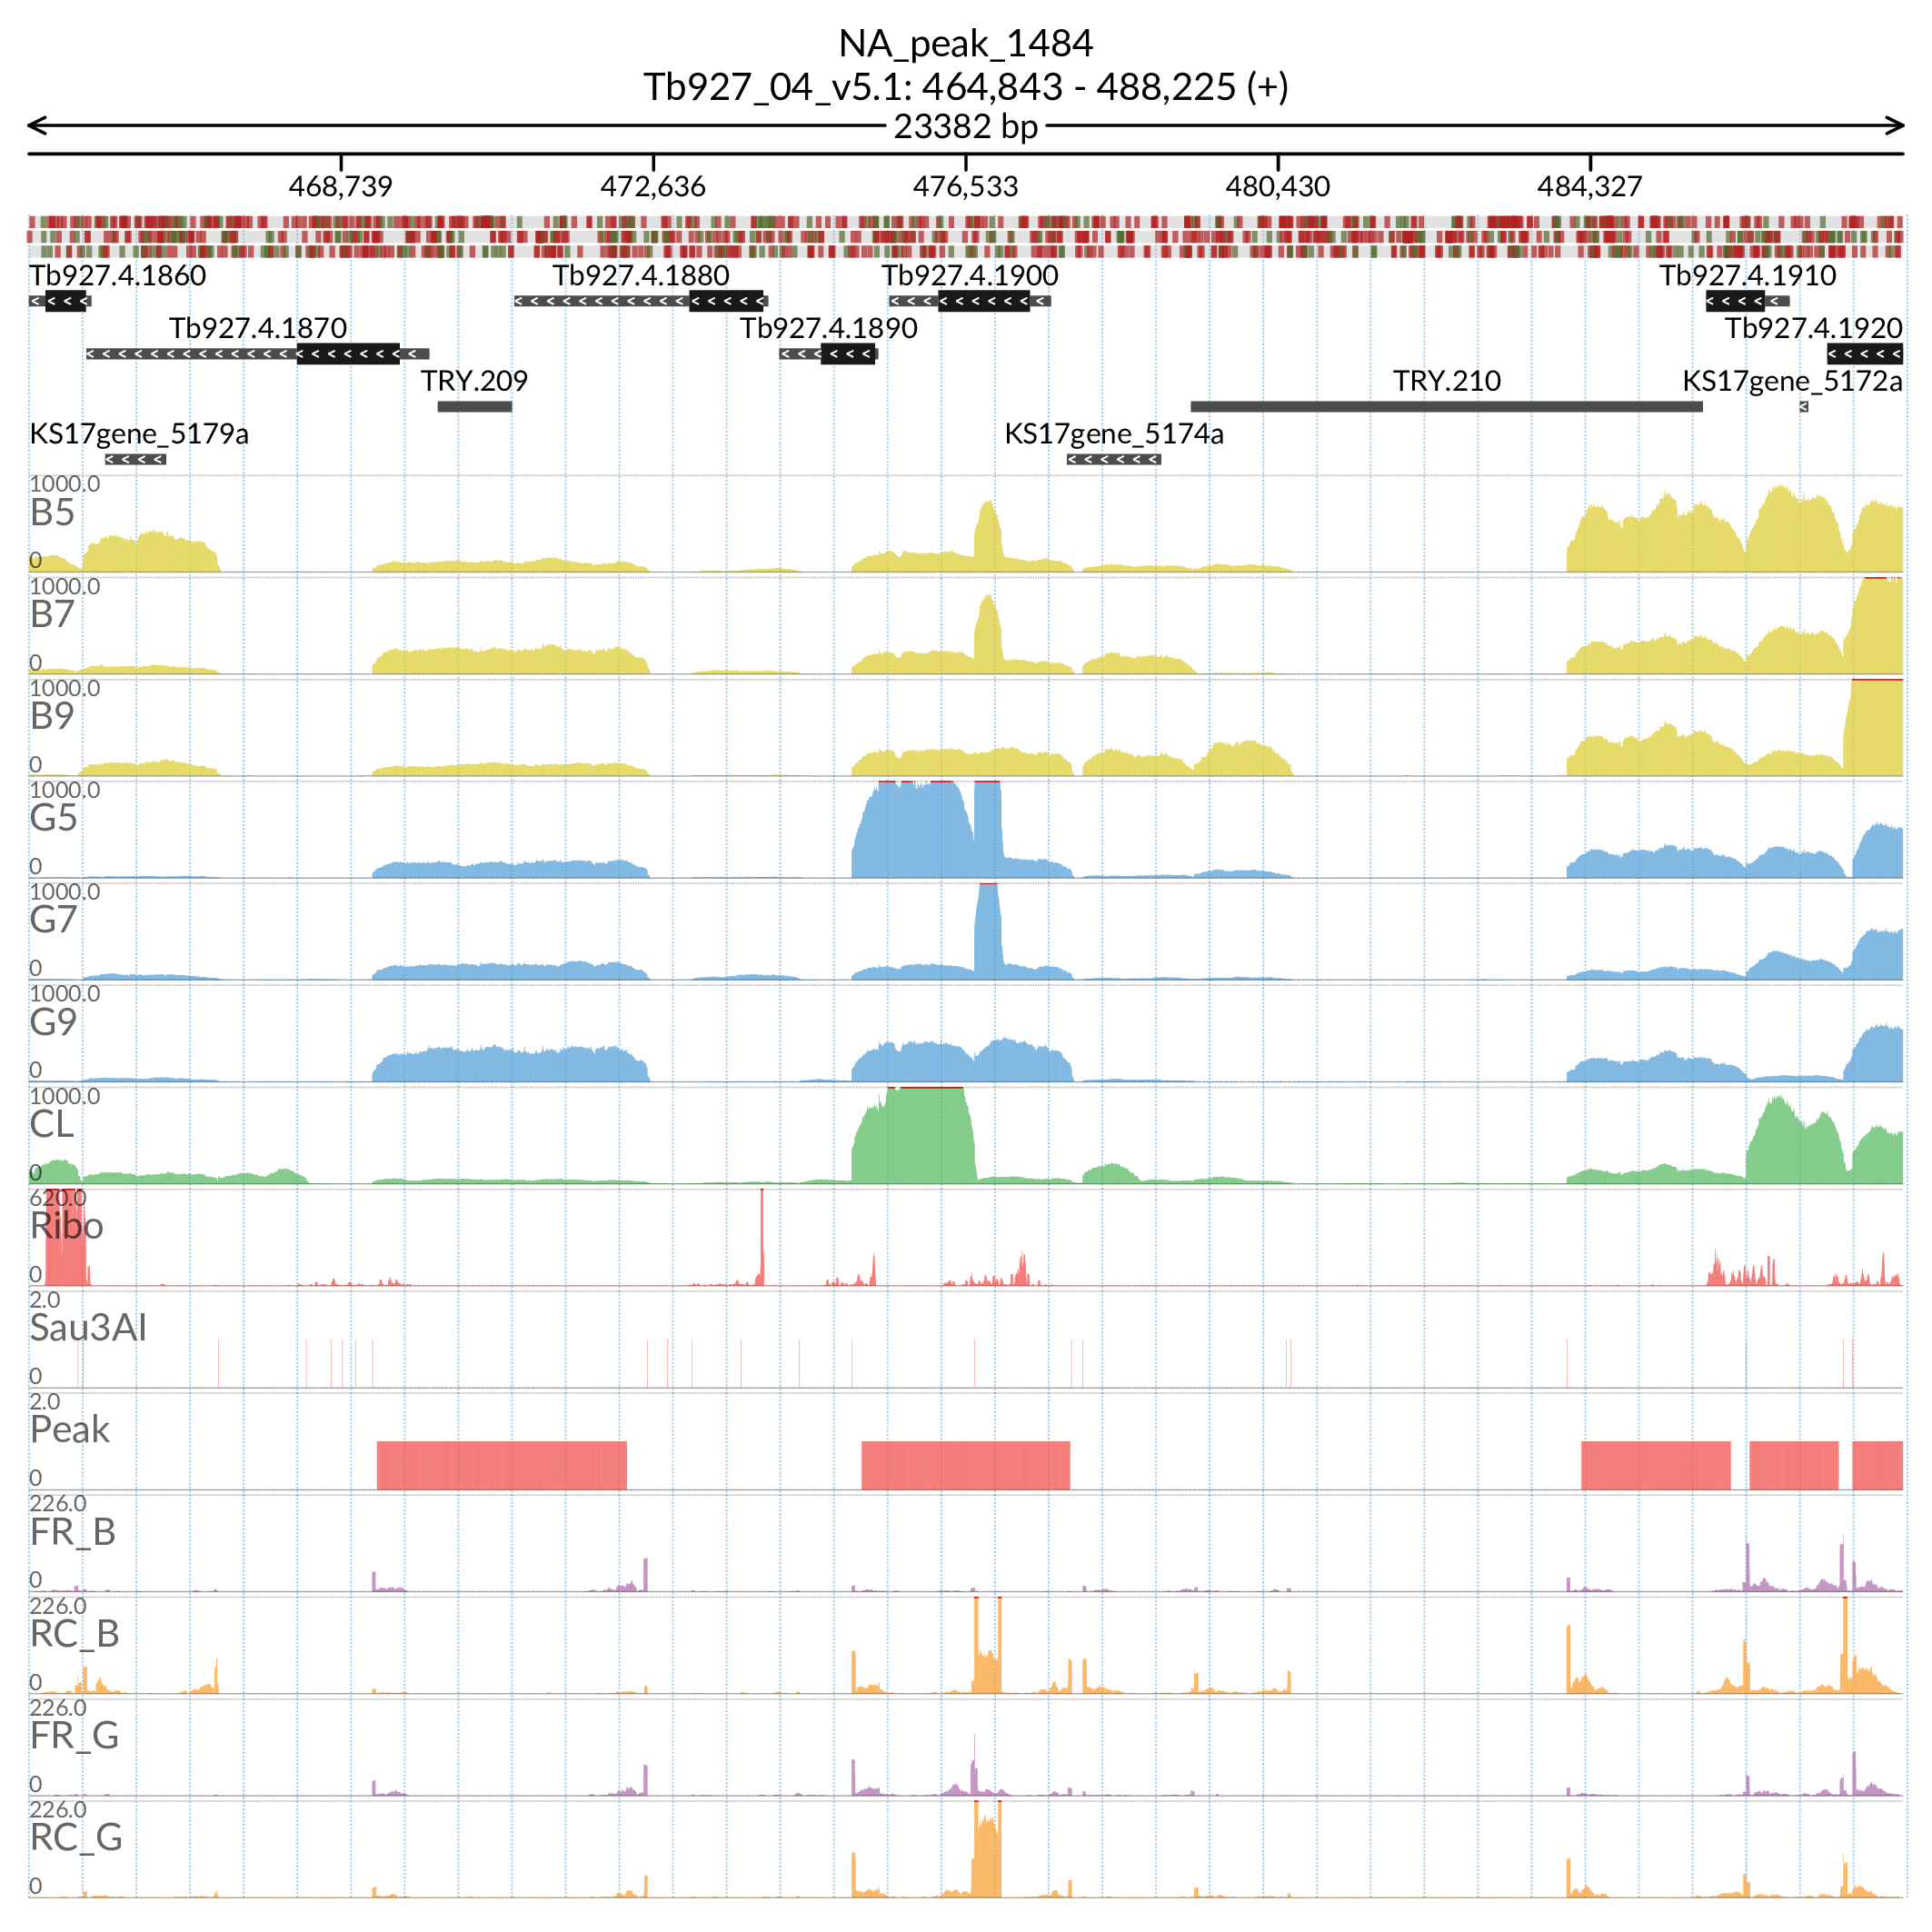 NA_peak_1484
Tb927_04_v5.1: 464,843 - 488,225 (+)
23382 bp
468,739 472,636 476,533 480,430 484,327
Tb927.4.1860 Tb927.4.1880 Tb927.4.1900 Tb927.4.1910
Tb927.4.1870 Tb927.4.1890 Tb927.4.1920
TRY.209 TRY.210 KS17gene_5172a
KS17gene_5179a KS17gene_5174a
1000.0
B5
0
1000.0
B7
0
1000.0
B9
0
1000.0
G5
0
1000.0
G7
0
1000.0
G9
0
1000.0
CL
0
620.0
Ribo
0
2.0
Sau3AI
0
2.0
Peak
0
226.0
FR_B
0
226.0
RC_B
0
226.0
FR_G
0
226.0
RC_G
0